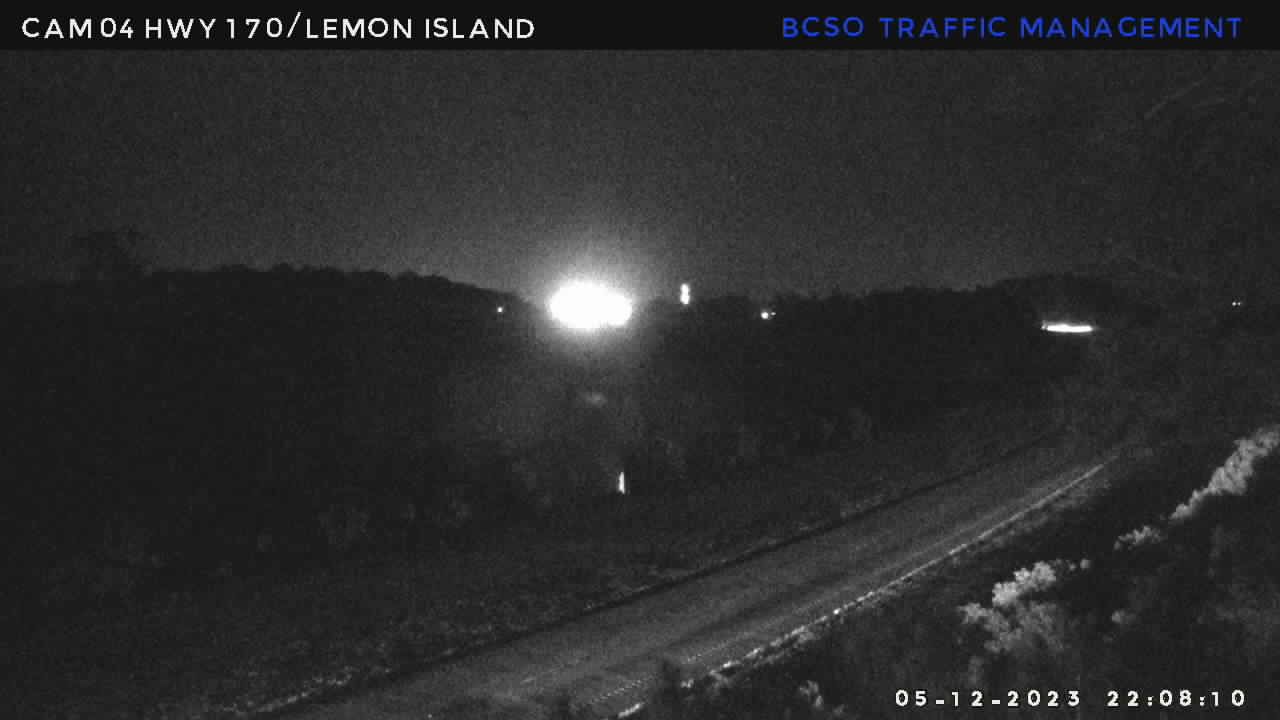 CAM04 HWY 170/LEMON ISLAND
BCSO TRAFFIC MANAGEMENT
05-12-2023 22:08:10